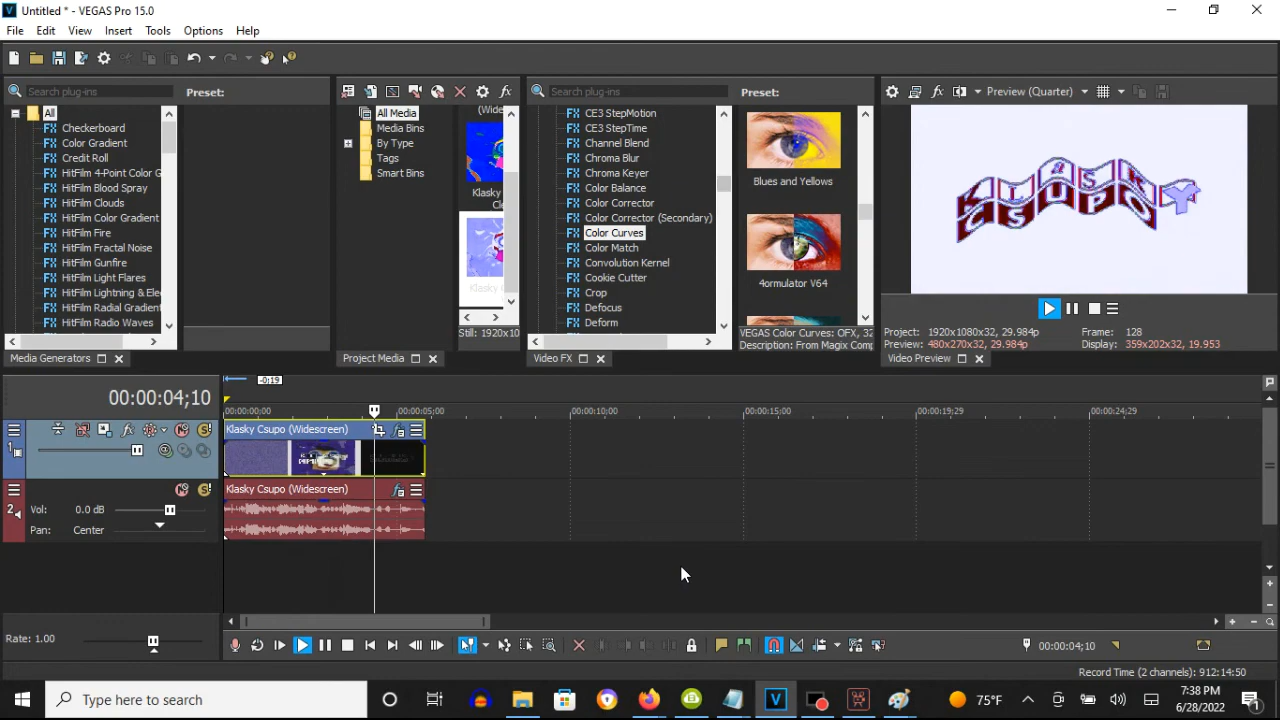 Untitled * - VEGAS Pro 15.0
File Edit View Insert Tools Options Help
Search plug-ins
Preset:
All
Checkerboard
Color Gradient
Credit Roll
HitFilm 4-Point Color G
HitFilm Blood Spray
HitFilm Clouds
HitFilm Color Gradient
HitFilm Fire
HitFilm Fractal Noise
HitFilm Gunfire
HitFilm Light Flares
HitFilm Lightning & Ele
HitFilm Radial Gradient
HitFilm Radio Waves
Media Generators
All Media
Media Bins
By Type
Tags
Smart Bins
(Wide
Klasky
Still: 1920x10
Project Media
Search plug-ins
Preset:
CE3 StepMotion
CE3 StepTime
Channel Blend
Chroma Blur
Chroma Keyer
Color Balance
Color Corrector
Color Corrector (Secondary)
Color Curves
Color Match
Convolution Kernel
Cookie Cutter
Crop
Defocus
Deform
Blues and Yellows
4ormulator V64
VEGAS Color Curves: OFX, 32
Description: From Magix Comp
Video FX
Preview (Quarter)
KLASKY
CSUPO
Project: 1920x1080x32, 29.984p
Preview: 480x270x32, 29.984p
Frame: 128
Display: 359x202x32, 19.953
Video Preview
00:00:04;10
-0:19
00:00:00;00 00:00:05;00 00:00:10;00 00:00:15;00 00:00:19;29 00:00:24;29
1
Klasky Csupo (Widescreen)
2
Klasky Csupo (Widescreen)
Vol: 0.0 dB
Pan: Center
Rate: 1.00
00:00:04;10
Record Time (2 channels): 912:14:50
Type here to search
75°F
7:38 PM
6/28/2022
1